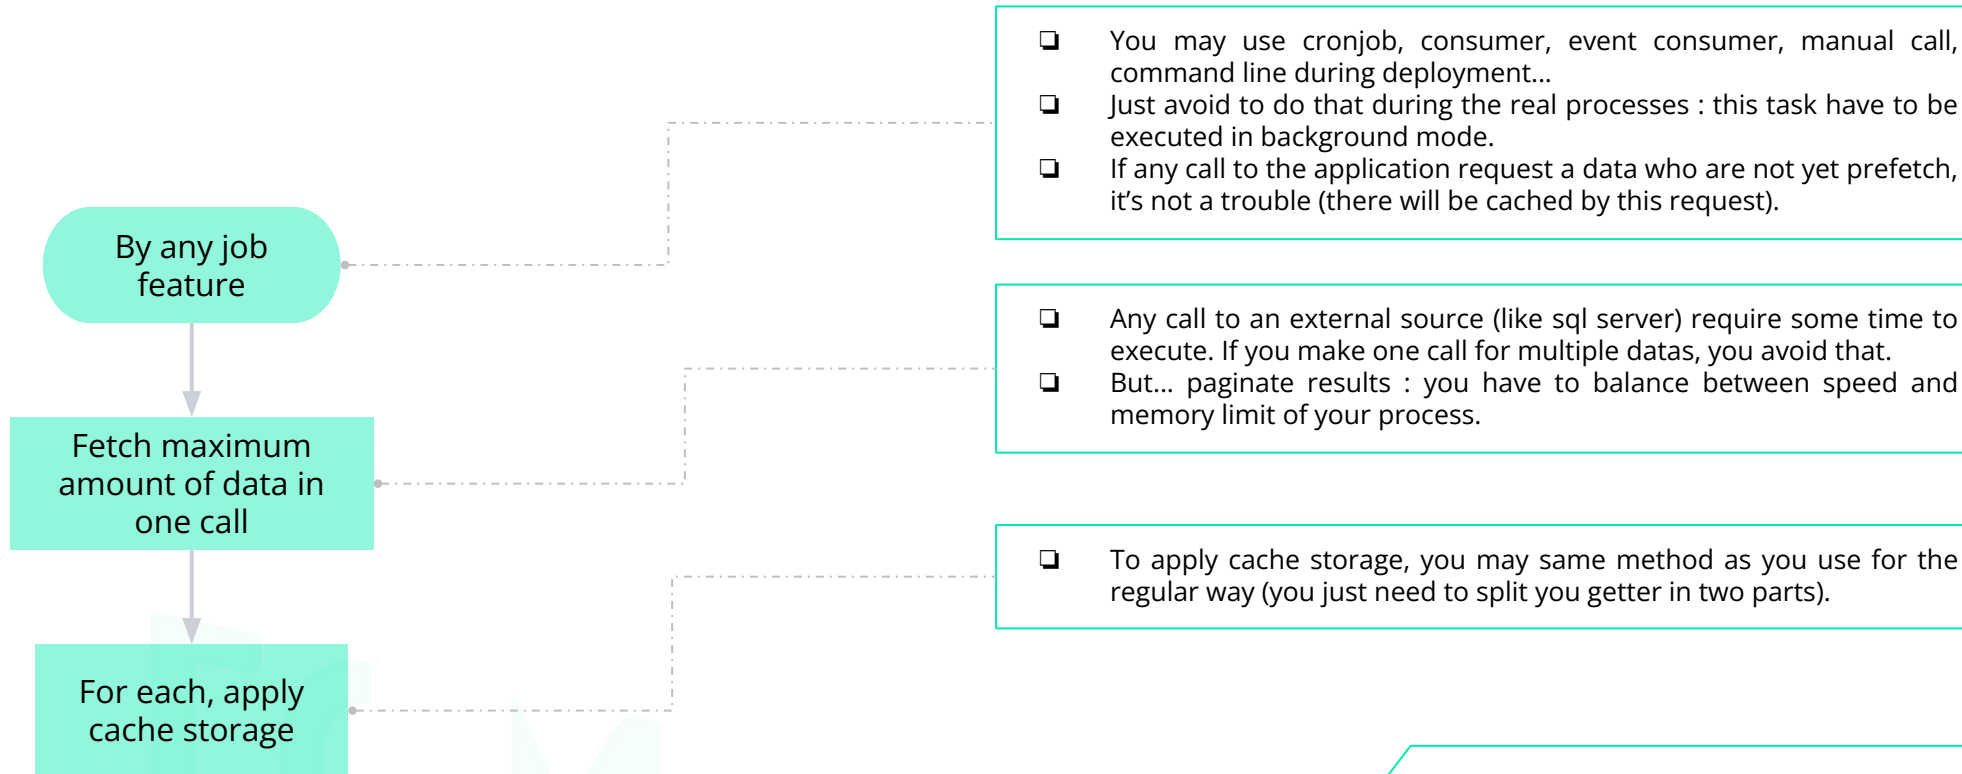 By any job
feature
Fetch maximum
amount of data in
one call
For each, apply
cache storage
❏ You may use cronjob, consumer, event consumer, manual call,
command line during deployment…
❏ Just avoid to do that during the real processes : this task have to be
executed in background mode.
❏ If any call to the application request a data who are not yet prefetch,
it’s not a trouble (there will be cached by this request).
❏ Any call to an external source (like sql server) require some time to
execute. If you make one call for multiple datas, you avoid that.
❏ But… paginate results : you have to balance between speed and
memory limit of your process.
❏ To apply cache storage, you may same method as you use for the
regular way (you just need to split you getter in two parts).